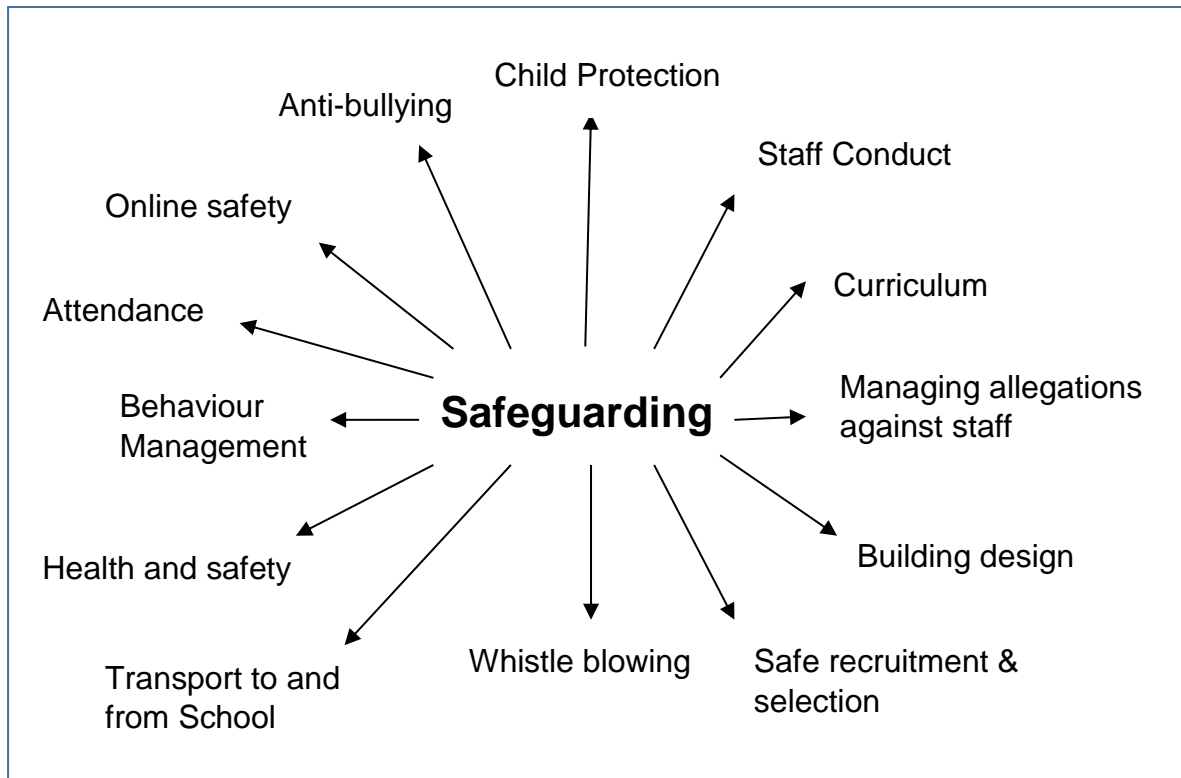 Child Protection
Anti-bullying
Staff Conduct
Online safety
Curriculum
Attendance
Managing allegations
against staff
Behaviour
Management
Safeguarding
Building design
Health and safety
Whistle blowing
Safe recruitment &
selection
Transport to and
from School